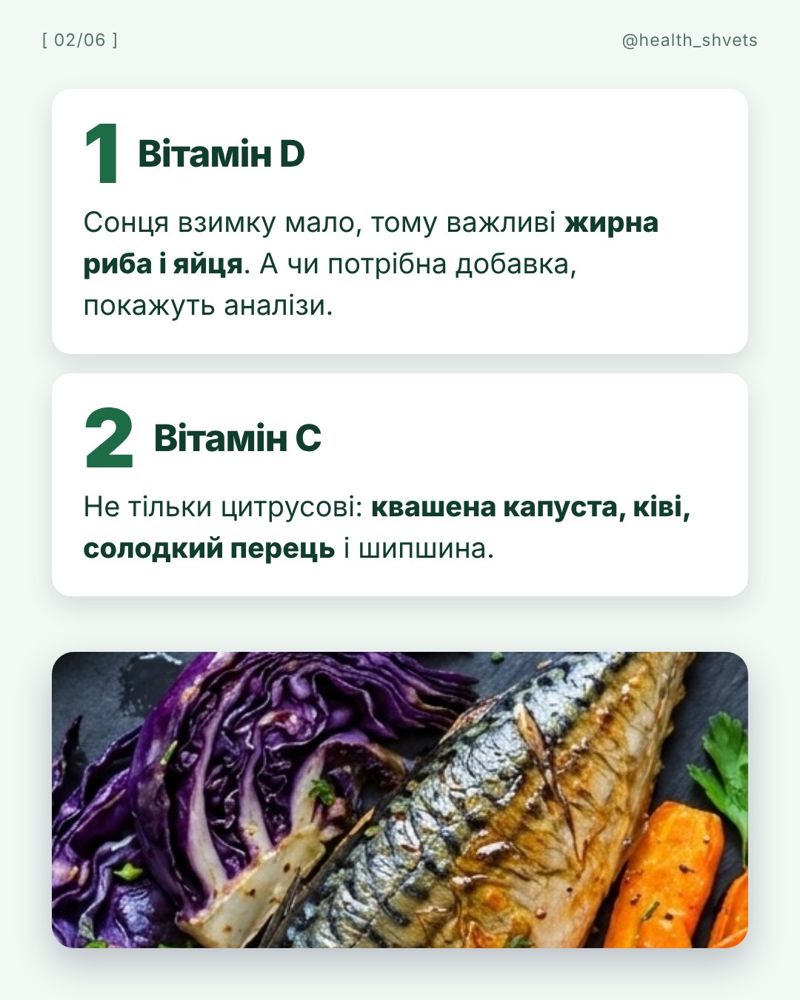 [ 02/06 ]
@health_shvets
1 Вітамін D
Сонця взимку мало, тому важливі жирна
риба і яйця. А чи потрібна добавка,
покажуть аналізи.
2 Вітамін C
Не тільки цитрусові: квашена капуста, ківі,
солодкий перець і шипшина.